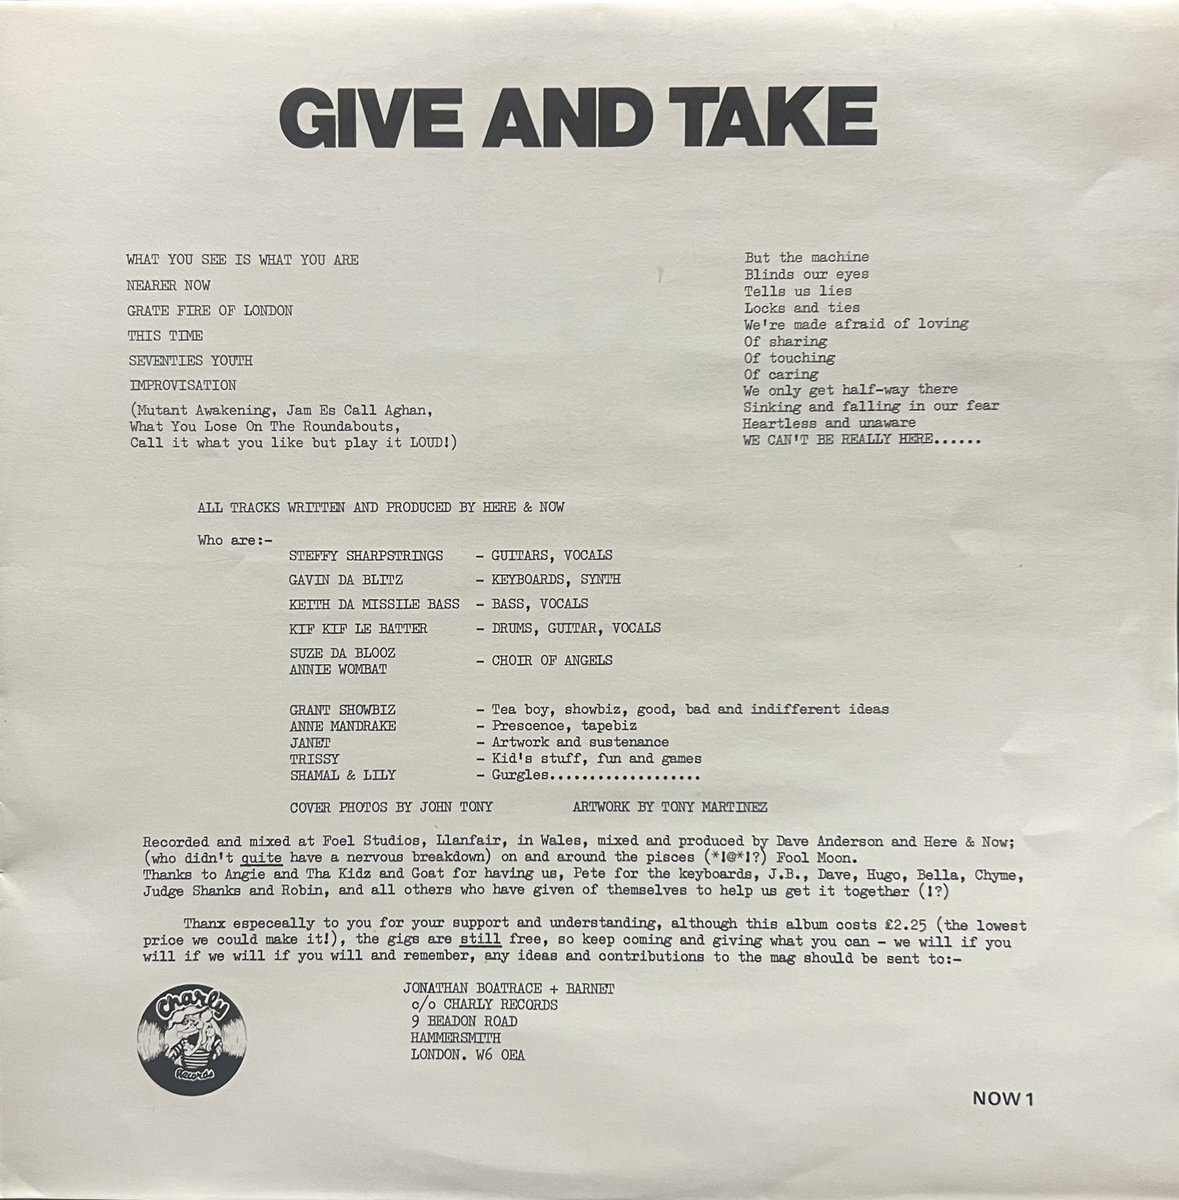 GIVE AND TAKE
WHAT YOU SEE IS WHAT YOU ARE
NEARER NOW
GRATE FIRE OF LONDON
THIS TIME
SEVENTIES YOUTH
IMPROVISATION
(Mutant Awakening, Jam Es Call Aghan,
What You Lose On The Roundabouts,
Call it what you like but play it LOUD!)
But the machine
Blinds our eyes
Tells us lies
Locks and ties
We're made afraid of loving
Of sharing
Of touching
Of caring
We only get half-way there
Sinking and falling in our fear
Heartless and unaware
WE CAN'T BE REALLY HERE......
ALL TRACKS WRITTEN AND PRODUCED BY HERE & NOW
Who are:-
STEFFY SHARPSTRINGS - GUITARS, VOCALS
GAVIN DA BLITZ - KEYBOARDS, SYNTH
KEITH DA MISSILE BASS - BASS, VOCALS
KIF KIF LE BATTER - DRUMS, GUITAR, VOCALS
SUZE DA BLOOZ
ANNIE WOMBAT - CHOIR OF ANGELS
GRANT SHOWBIZ - Tea boy, showbiz, good, bad and indifferent ideas
ANNE MANDRAKE - Prescence, tapebiz
JANET - Artwork and sustenance
TRISSY - Kid's stuff, fun and games
SHAMAL & LILY - Gurgles...................
COVER PHOTOS BY JOHN TONY ARTWORK BY TONY MARTINEZ
Recorded and mixed at Foel Studios, Llanfair, in Wales, mixed and produced by Dave Anderson and Here & Now;
(who didn't quite have a nervous breakdown) on and around the pisces (*!@*!?) Fool Moon.
Thanks to Angie and Tha Kidz and Goat for having us, Pete for the keyboards, J.B., Dave, Hugo, Bella, Chyme,
Judge Shanks and Robin, and all others who have given of themselves to help us get it together (!?)
Thanx especeally to you for your support and understanding, although this album costs £2.25 (the lowest
price we could make it!), the gigs are still free, so keep coming and giving what you can - we will if you
will if we will if you will and remember, any ideas and contributions to the mag should be sent to:-
JONATHAN BOATRACE + BARNET
c/o CHARLY RECORDS
9 BEADON ROAD
HAMMERSMITH
LONDON. W6 OEA
Charly
Records
NOW 1